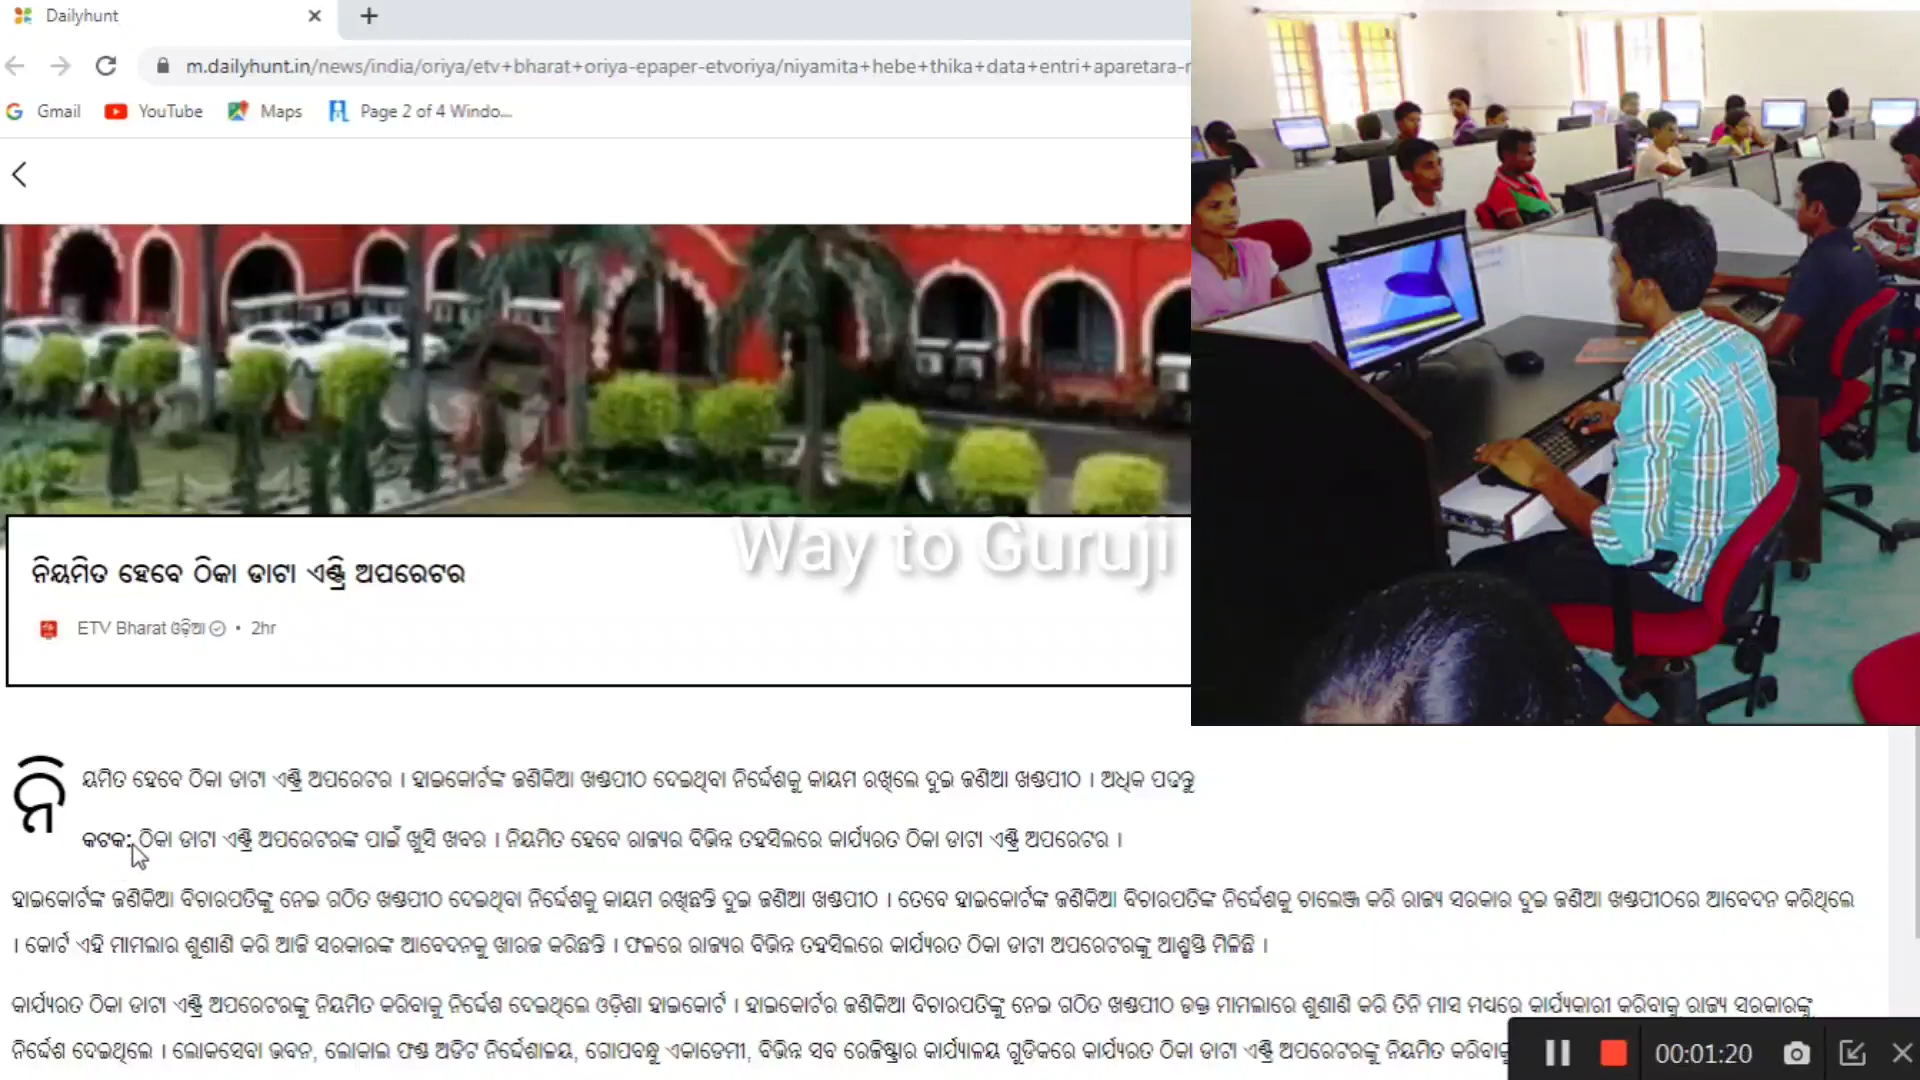 Dailyhunt
m.dailyhunt.in/news/india/oriya/etv+bharat+oriya-epaper-etvoriya/niyamita+hebe+thika+data+entri+aparetara-r
Gmail YouTube Maps Page 2 of 4 Windo...
Way to Guruji
ନିୟମିତ ହେବେ ଠିକା ଡାଟା ଏଣ୍ଟ୍ରି ଅପରେଟର
ETV Bharat ଓଡ଼ିଆ • 2hr
ନିୟମିତ ହେବେ ଠିକା ଡାଟା ଏଣ୍ଟ୍ରି ଅପରେଟର । ହାଇକୋର୍ଟଙ୍କ ଜଣିକିଆ ଖଣ୍ଡପୀଠ ଦେଇଥିବା ନିର୍ଦ୍ଦେଶକୁ କାୟମ ରଖିଲେ ଦୁଇ ଜଣିଆ ଖଣ୍ଡପୀଠ । ଅଧିକ ପଢନ୍ତୁ
କଟକ: ଠିକା ଡାଟା ଏଣ୍ଟ୍ରି ଅପରେଟରଙ୍କ ପାଇଁ ଖୁସି ଖବର । ନିୟମିତ ହେବେ ରାଜ୍ୟର ବିଭିନ୍ନ ତହସିଲରେ କାର୍ଯ୍ୟରତ ଠିକା ଡାଟା ଏଣ୍ଟ୍ରି ଅପରେଟର ।
ହାଇକୋର୍ଟଙ୍କ ଜଣିକିଆ ବିଚାରପତିଙ୍କୁ ନେଇ ଗଠିତ ଖଣ୍ଡପୀଠ ଦେଇଥିବା ନିର୍ଦ୍ଦେଶକୁ କାୟମ ରଖିଛନ୍ତି ଦୁଇ ଜଣିଆ ଖଣ୍ଡପୀଠ । ତେବେ ହାଇକୋର୍ଟଙ୍କ ଜଣିକିଆ ବିଚାରପତିଙ୍କ ନିର୍ଦ୍ଦେଶକୁ ଚାଲେଞ୍ଜ କରି ରାଜ୍ୟ ସରକାର ଦୁଇ ଜଣିଆ ଖଣ୍ଡପୀଠରେ ଆବେଦନ କରିଥିଲେ
। କୋର୍ଟ ଏହି ମାମଲାର ଶୁଣାଣି କରି ଆଜି ସରକାରଙ୍କ ଆବେଦନକୁ ଖାରଜ କରିଛନ୍ତି । ଫଳରେ ରାଜ୍ୟର ବିଭିନ୍ନ ତହସିଲରେ କାର୍ଯ୍ୟରତ ଠିକା ଡାଟା ଅପରେଟରଙ୍କୁ ଆଶ୍ବସ୍ତି ମିଳିଛି ।
କାର୍ଯ୍ୟରତ ଠିକା ଡାଟା ଏଣ୍ଟ୍ରି ଅପରେଟରଙ୍କୁ ନିୟମିତ କରିବାକୁ ନିର୍ଦ୍ଦେଶ ଦେଇଥିଲେ ଓଡ଼ିଶା ହାଇକୋର୍ଟ । ହାଇକୋର୍ଟର ଜଣିକିଆ ବିଚାରପତିଙ୍କୁ ନେଇ ଗଠିତ ଖଣ୍ଡପୀଠ ଉକ୍ତ ମାମଲାରେ ଶୁଣାଣି କରି ତିନି ମାସ ମଧ୍ୟରେ କାର୍ଯ୍ୟକାରୀ କରିବାକୁ ରାଜ୍ୟ ସରକାରଙ୍କୁ
ନିର୍ଦ୍ଦେଶ ଦେଇଥିଲେ । ଲୋକସେବା ଭବନ, ଲୋକାଲ ଫଣ୍ଡ ଅଡିଟ ନିର୍ଦ୍ଦେଶାଳୟ, ଗୋପବନ୍ଧୁ ଏକାଡେମୀ, ବିଭିନ୍ନ ସବ ରେଜିଷ୍ଟ୍ରାର କାର୍ଯ୍ୟାଳୟ ଗୁଡିକରେ କାର୍ଯ୍ୟରତ ଠିକା ଡାଟା ଏଣ୍ଟ୍ରି ଅପରେଟରଙ୍କୁ ନିୟମିତ କରିବାକୁ
00:01:20